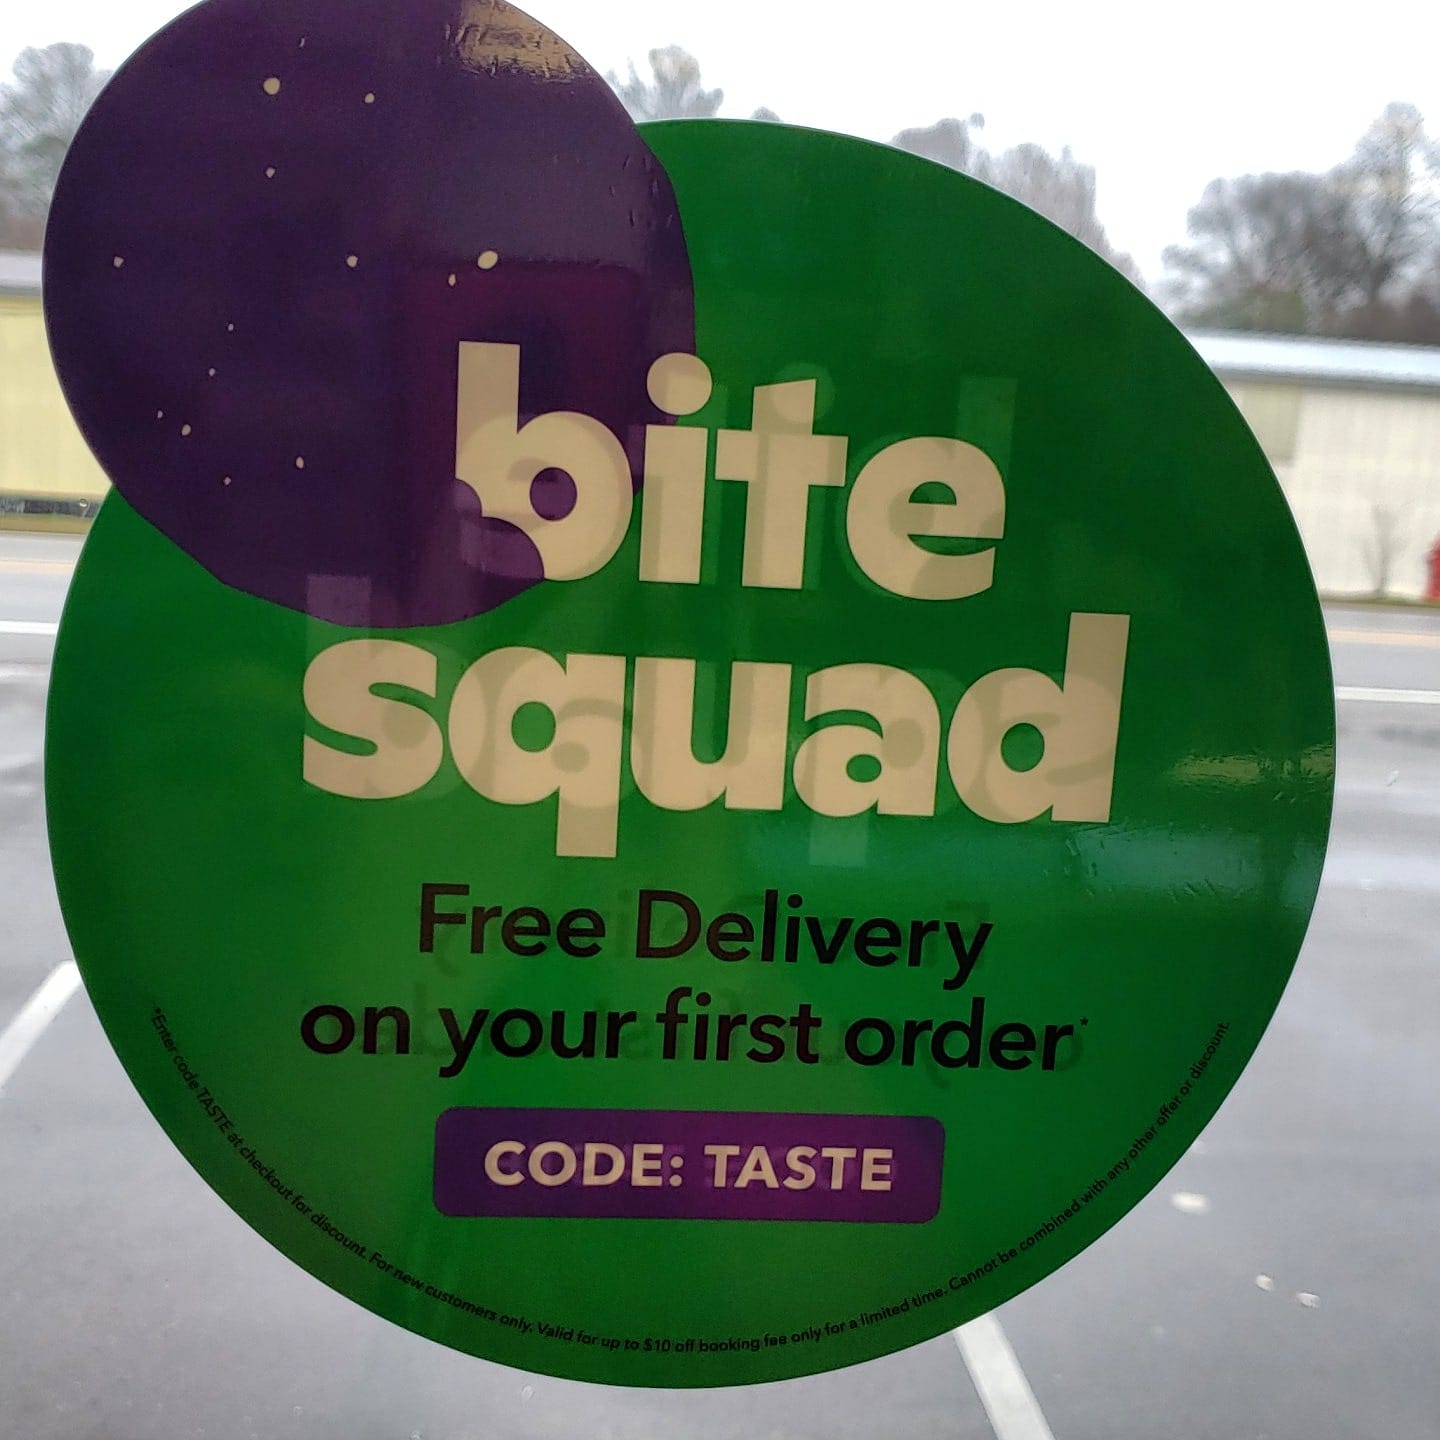 bite
squad
Free Delivery
on your first order*
CODE: TASTE
*Enter code TASTE at checkout for discount. For new customers only. Valid for up to $10 off booking fee only for a limited time. Cannot be combined with any other offer or discount.